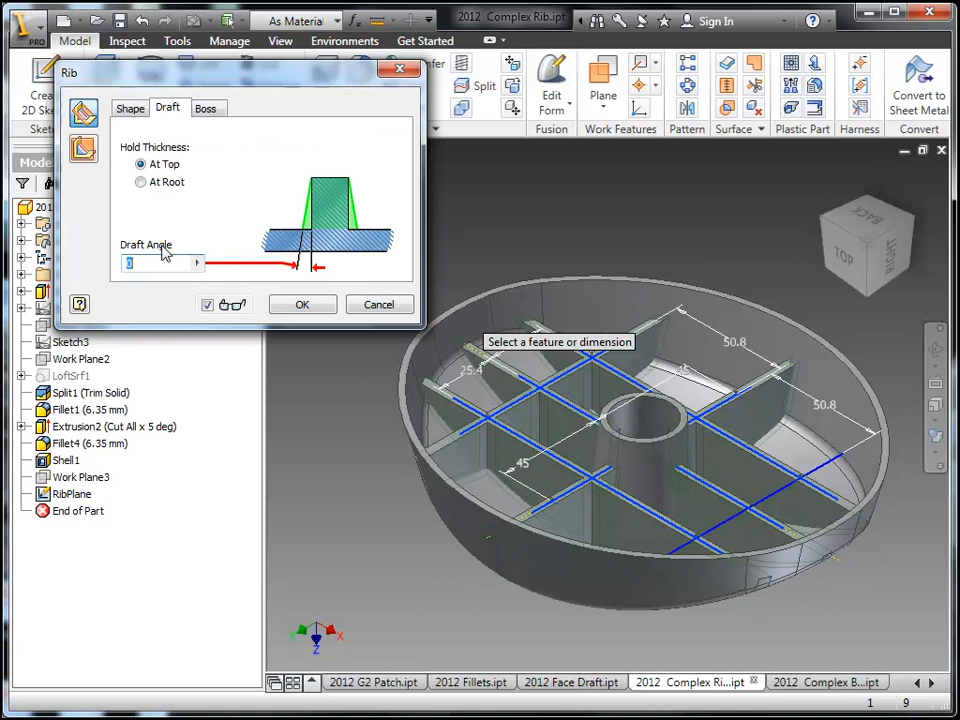 As Material
2012 Complex Rib.ipt
Sign In
PRO
Model
Inspect
Tools
Manage
View
Environments
Get Started
Split
Edit
Form
Plane
Convert to
Sheet Metal
Fusion
Work Features
Pattern
Surface
Plastic Part
Harness
Convert
Rib
Shape
Draft
Boss
Hold Thickness:
At Top
At Root
Draft Angle
0
OK
Cancel
Sketch3
Work Plane2
LoftSrf1
Split1 (Trim Solid)
Fillet1 (6.35 mm)
Extrusion2 (Cut All x 5 deg)
Fillet4 (6.35 mm)
Shell1
Work Plane3
RibPlane
End of Part
BACK
TOP
RIGHT
Select a feature or dimension
50.8
25.4
45
50.8
45
Y
X
Z
2012 G2 Patch.ipt
2012 Fillets.ipt
2012 Face Draft.ipt
2012 Complex Ri...ipt
2012 Complex B...ipt
1
9